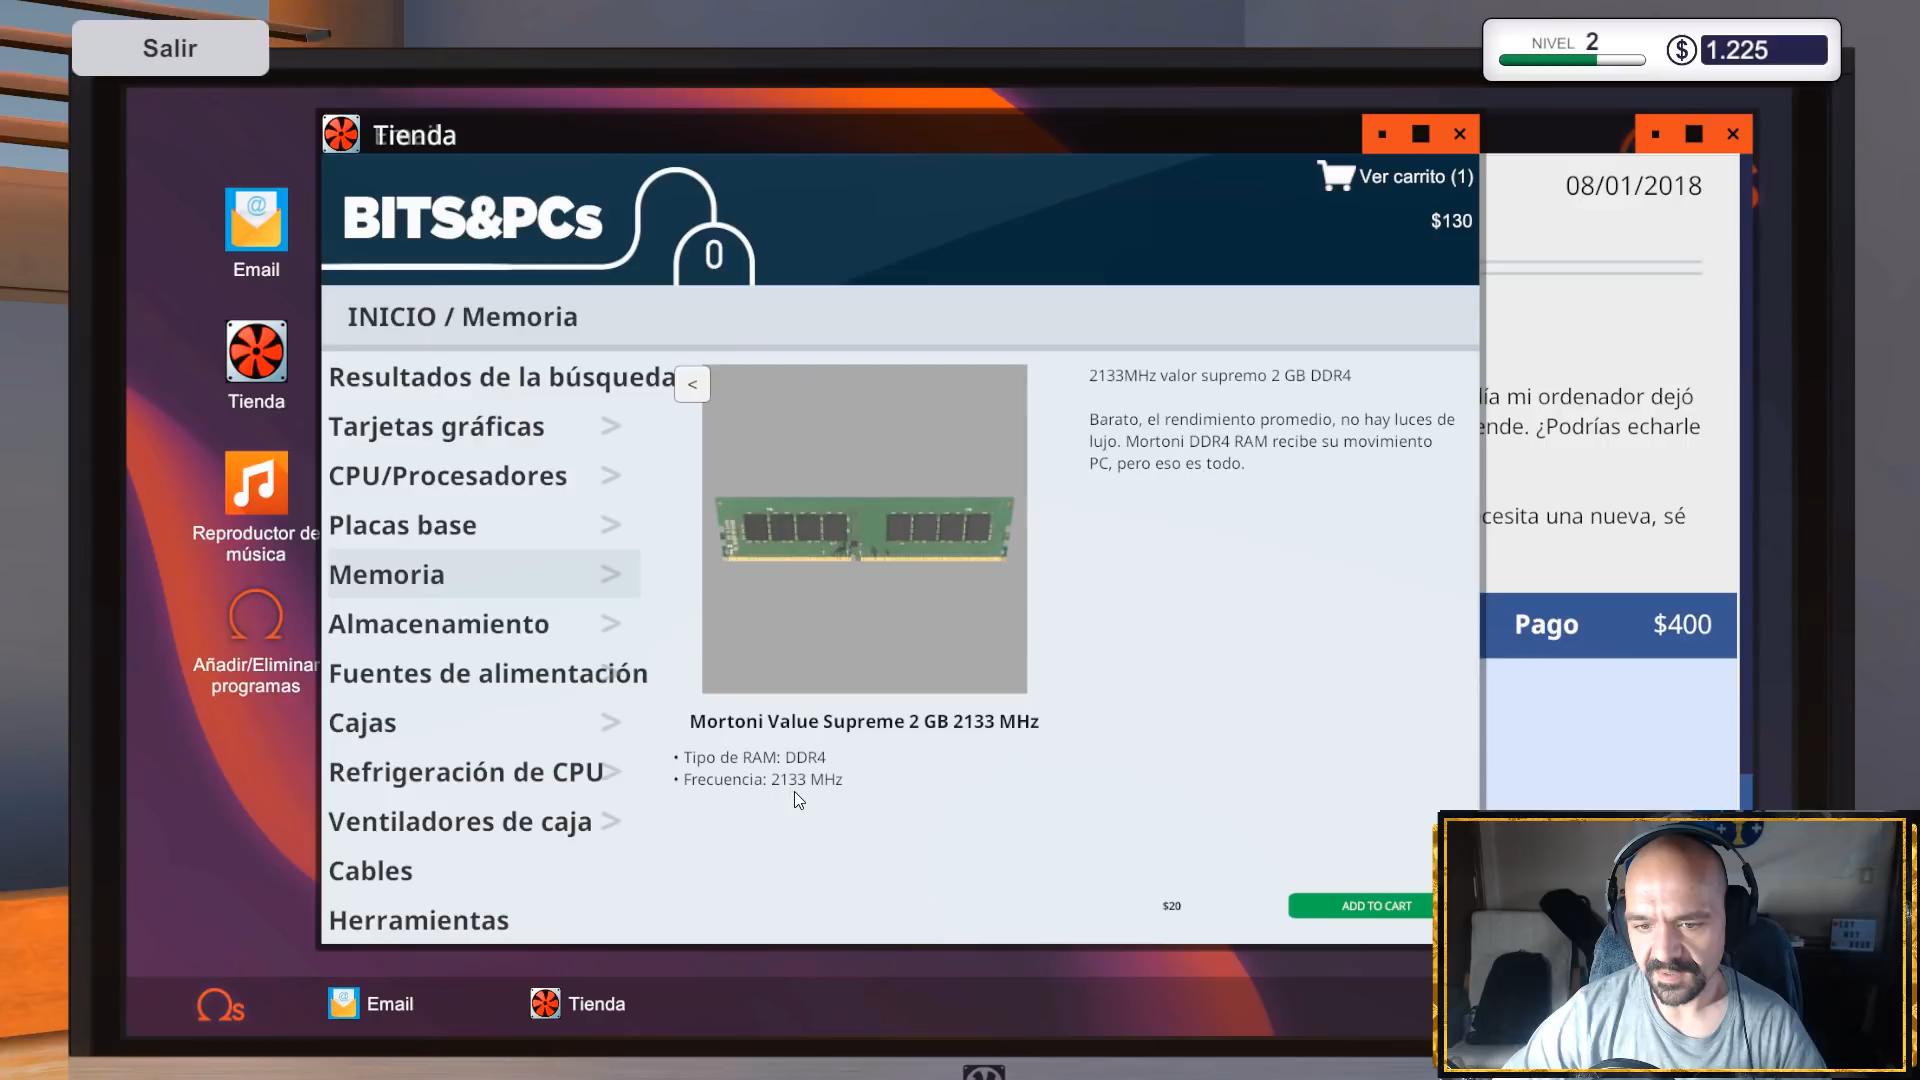 Salir
NIVEL 2
$ 1.225
Tienda
BITS&PCs
Ver carrito (1)
$130
08/01/2018
INICIO / Memoria
Email
Tienda
Reproductor de
música
Añadir/Eliminar
programas
Resultados de la búsqueda
Tarjetas gráficas >
CPU/Procesadores >
Placas base >
Memoria >
Almacenamiento >
Fuentes de alimentación
Cajas >
Refrigeración de CPU >
Ventiladores de caja >
Cables
Herramientas
<
Mortoni Value Supreme 2 GB 2133 MHz
• Tipo de RAM: DDR4
• Frecuencia: 2133 MHz
2133MHz valor supremo 2 GB DDR4
Barato, el rendimiento promedio, no hay luces de
lujo. Mortoni DDR4 RAM recibe su movimiento
PC, pero eso es todo.
$20
ADD TO CART
ía mi ordenador dejó
ende. ¿Podrías echarle
cesita una nueva, sé
Pago $400
Ωs
Email
Tienda